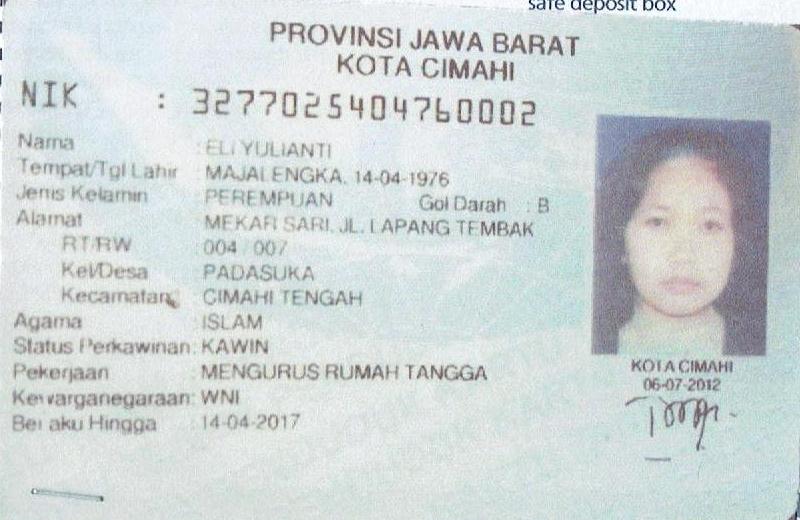 safe deposit box
PROVINSI JAWA BARAT
KOTA CIMAHI
NIK : 3277025404760002
Nama : ELI YULIANTI
Tempat/Tgl Lahir : MAJALENGKA, 14-04-1976
Jenis Kelamin : PEREMPUAN Gol Darah : B
Alamat : MEKAR SARI. JL. LAPANG TEMBAK
RT/RW : 004 / 007
Kel/Desa : PADASUKA
Kecamatan : CIMAHI TENGAH
Agama : ISLAM
Status Perkawinan: KAWIN
Pekerjaan : MENGURUS RUMAH TANGGA
Kewarganegaraan: WNI
Berlaku Hingga : 14-04-2017
KOTA CIMAHI
06-07-2012